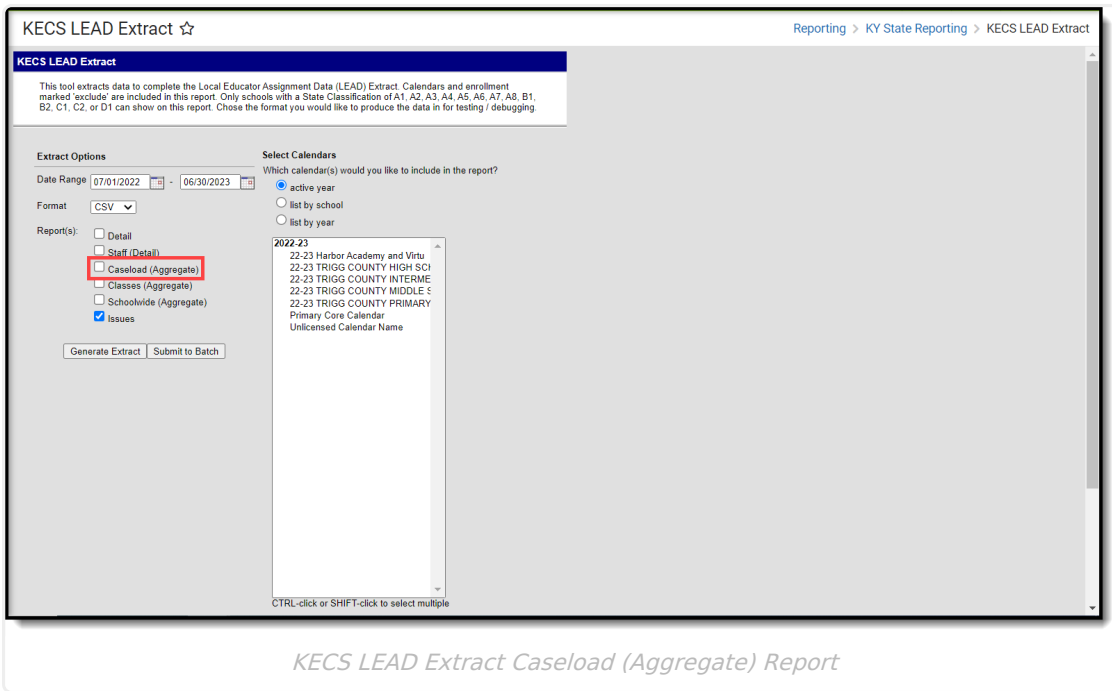 KECS LEAD Extract ☆
Reporting > KY State Reporting > KECS LEAD Extract
KECS LEAD Extract
This tool extracts data to complete the Local Educator Assignment Data (LEAD) Extract. Calendars and enrollment
marked 'exclude' are included in this report. Only schools with a State Classification of A1, A2, A3, A4, A5, A6, A7, A8, B1,
B2, C1, C2, or D1 can show on this report. Chose the format you would like to produce the data in for testing / debugging.
Extract Options
Date Range 07/01/2022 - 06/30/2023
Format CSV
Report(s):
Detail
Staff (Detail)
Caseload (Aggregate)
Classes (Aggregate)
Schoolwide (Aggregate)
Issues
Generate Extract Submit to Batch
Select Calendars
Which calendar(s) would you like to include in the report?
active year
list by school
list by year
2022-23
22-23 Harbor Academy and Virtu
22-23 TRIGG COUNTY HIGH SCH
22-23 TRIGG COUNTY INTERME
22-23 TRIGG COUNTY MIDDLE S
22-23 TRIGG COUNTY PRIMARY
Primary Core Calendar
Unlicensed Calendar Name
CTRL-click or SHIFT-click to select multiple
KECS LEAD Extract Caseload (Aggregate) Report